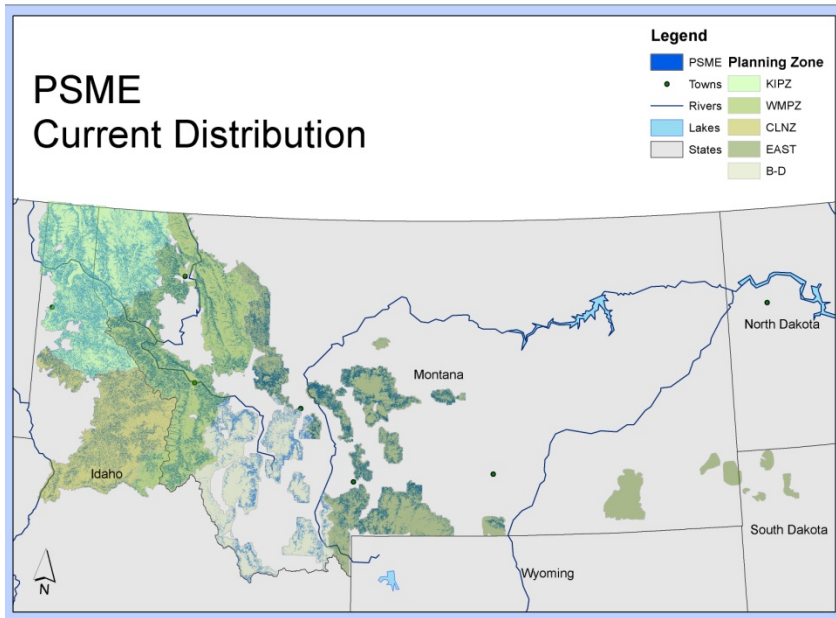 PSME
Current Distribution
Legend
PSME
Towns
Rivers
Lakes
States
Planning Zone
KIPZ
WMPZ
CLNZ
EAST
B-D
North Dakota
Montana
Idaho
South Dakota
Wyoming
N